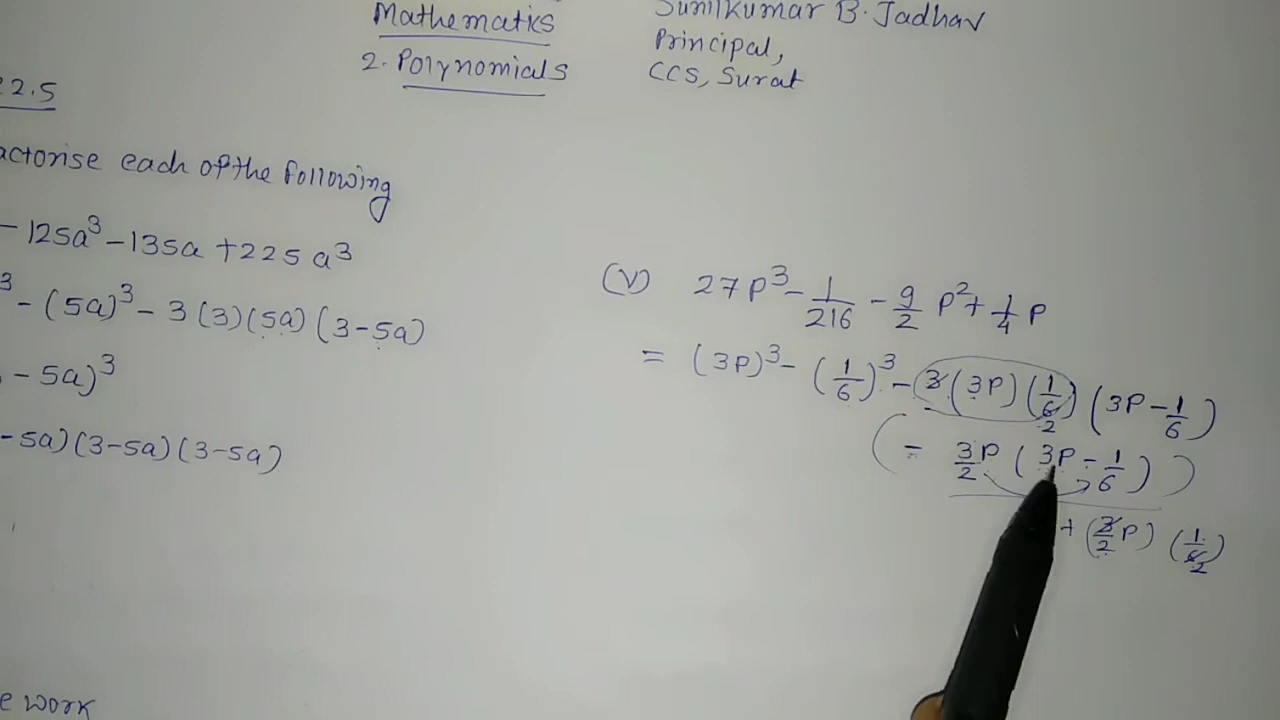 Mathematics
2. Polynomials
Sunilkumar B. Jadhav
Principal,
CCS, Surat
2.5
actorise each of the following
- 125a³ - 135a + 225a³
³ - (5a)³ - 3(3)(5a)(3-5a)
- 5a)³
-5a)(3-5a)(3-5a)
(V) 27p³ - 1/216 - 9/2 p² + 1/4 p
= (3p)³ - (1/6)³ - 3(3p)(1/6)(3p - 1/6)
(- 3/2 p (3p - 1/6))
+ (3/2 p) (1/6 2)
e work